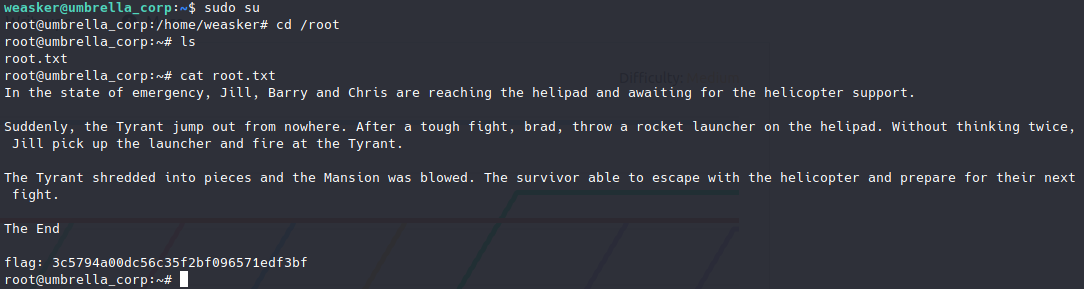 weasker@umbrella_corp:~$ sudo su
root@umbrella_corp:/home/weasker# cd /root
root@umbrella_corp:~# ls
root.txt
root@umbrella_corp:~# cat root.txt
In the state of emergency, Jill, Barry and Chris are reaching the helipad and awaiting for the helicopter support.
Suddenly, the Tyrant jump out from nowhere. After a tough fight, brad, throw a rocket launcher on the helipad. Without thinking twice,
Jill pick up the launcher and fire at the Tyrant.
The Tyrant shredded into pieces and the Mansion was blowed. The survivor able to escape with the helicopter and prepare for their next
fight.
The End
flag: 3c5794a00dc56c35f2bf096571edf3bf
root@umbrella_corp:~#
Difficulty